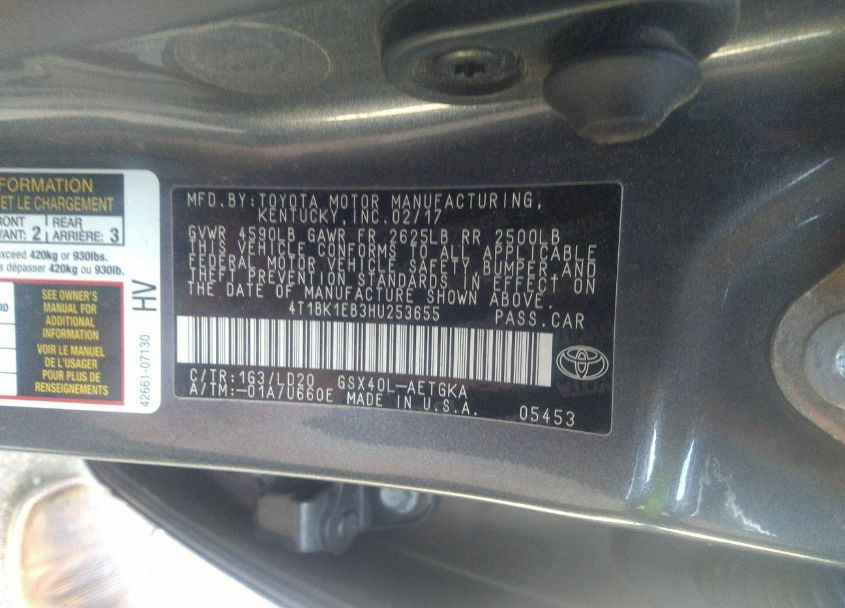 FORMATION
ET LE CHARGEMENT
RONT
VANT: 2
REAR
ARRIÈRE: 3
exceed 420kg or 930lbs.
s dépasser 420kg ou 930lb.
SEE OWNER'S
MANUAL FOR
ADDITIONAL
INFORMATION
VOIR LE MANUEL
DE L'USAGER
POUR PLUS DE
RENSEIGNEMENTS
HV
42661-07130
MFD.BY:TOYOTA MOTOR MANUFACTURING,
KENTUCKY, INC. 02/17
GVWR 4590LB GAWR FR 2625LB RR 2500LB
THIS VEHICLE CONFORMS TO ALL APPLICABLE
FEDERAL MOTOR VEHICLE SAFETY, BUMPER AND
THEFT PREVENTION STANDARDS IN EFFECT ON
THE DATE OF MANUFACTURE SHOWN ABOVE.
4T1BK1EB3HU253655 PASS.CAR
C/TR:1G3/LD20 GSX40L-AETGKA
A/TM:-01A/U660E MADE IN U.S.A. 05453